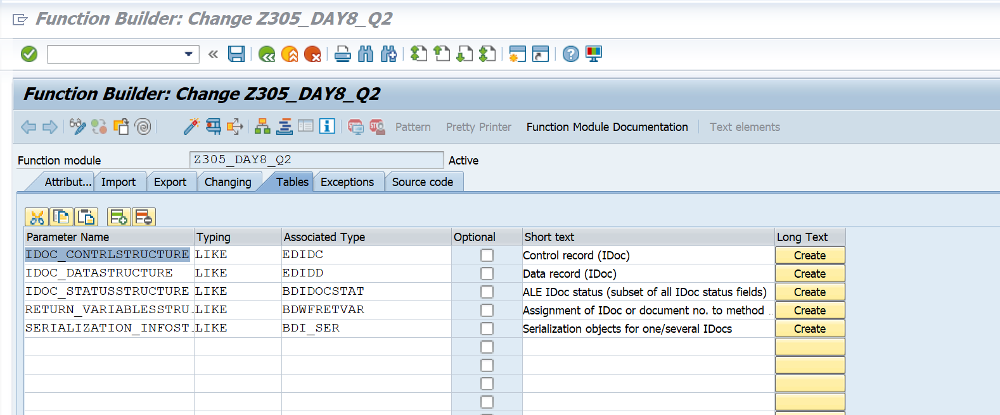 Function Builder: Change Z305_DAY8_Q2
Function Builder: Change Z305_DAY8_Q2
Pattern Pretty Printer Function Module Documentation Text elements
Function module Z305_DAY8_Q2 Active
Attribut... Import Export Changing Tables Exceptions Source code
Parameter Name Typing Associated Type Optional Short text Long Text
IDOC_CONTRLSTRUCTURE LIKE EDIDC Control record (IDoc) Create
IDOC_DATASTRUCTURE LIKE EDIDD Data record (IDoc) Create
IDOC_STATUSSTRUCTURE LIKE BDIDOCSTAT ALE IDoc status (subset of all IDoc status fields) Create
RETURN_VARIABLESSTRU... LIKE BDWFRETVAR Assignment of IDoc or document no. to method ... Create
SERIALIZATION_INFOST... LIKE BDI_SER Serialization objects for one/several IDocs Create